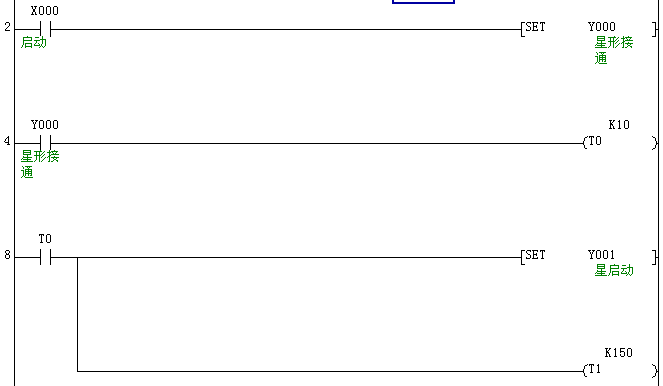 X000
2 SET Y000
启动 星形接
通
Y000 K10
4 T0
星形接
通
T0
8 SET Y001
星启动
K150
T1